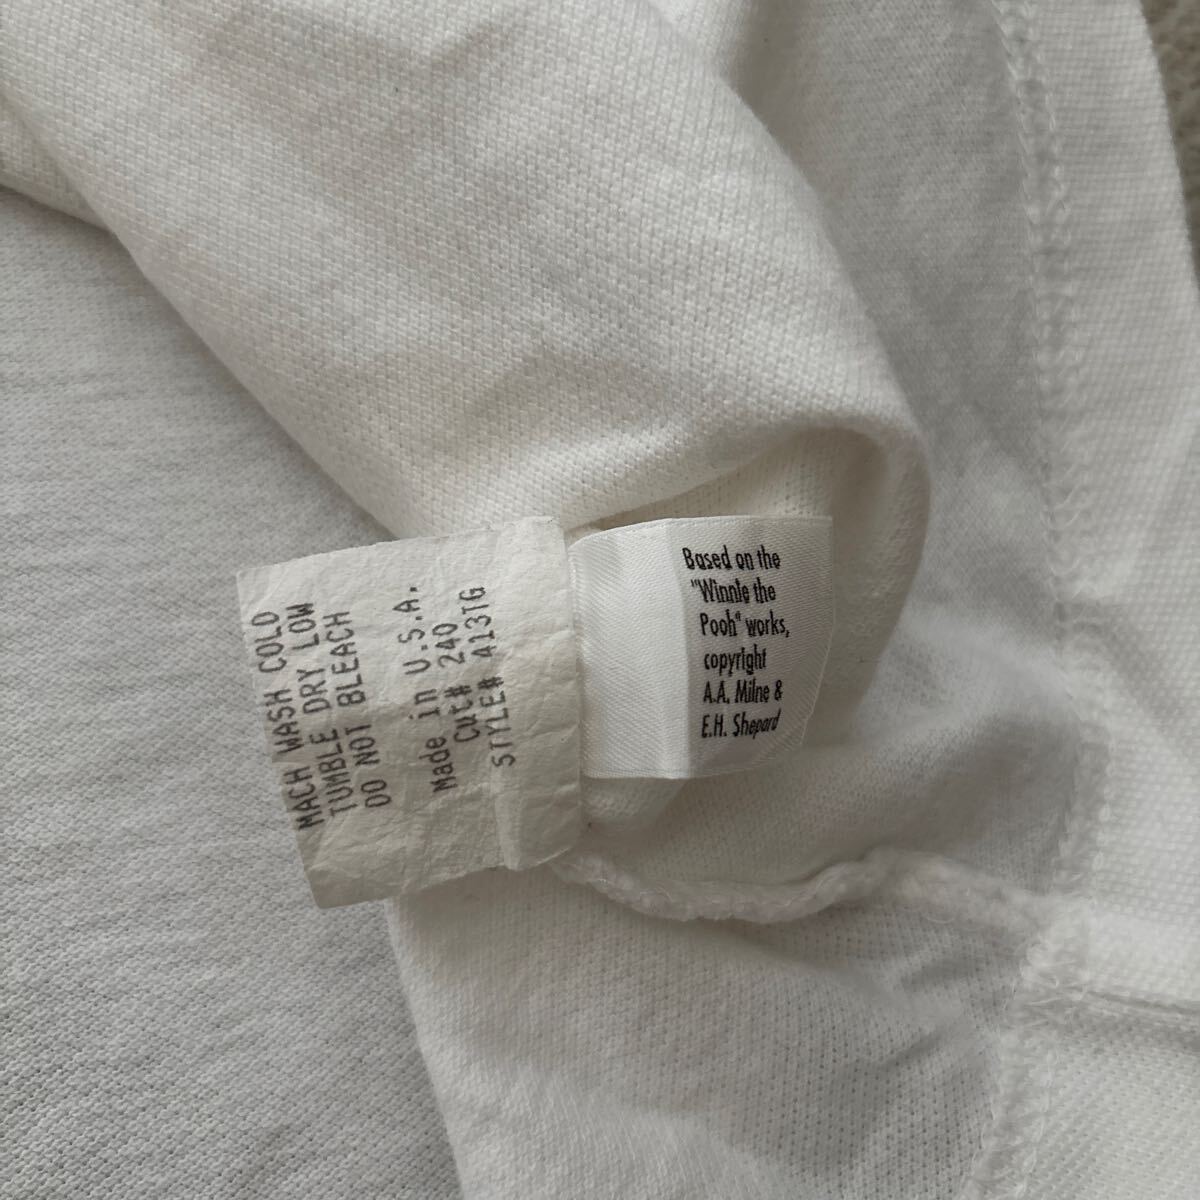 MACH WASH COLD
TUMBLE DRY LOW
DO NOT BLEACH
Made in U.S.A.
Cut# 240
STYLE# 413TG
Based on the
"Winnie the
Pooh" works,
copyright
A.A. Milne &
E.H. Shepard